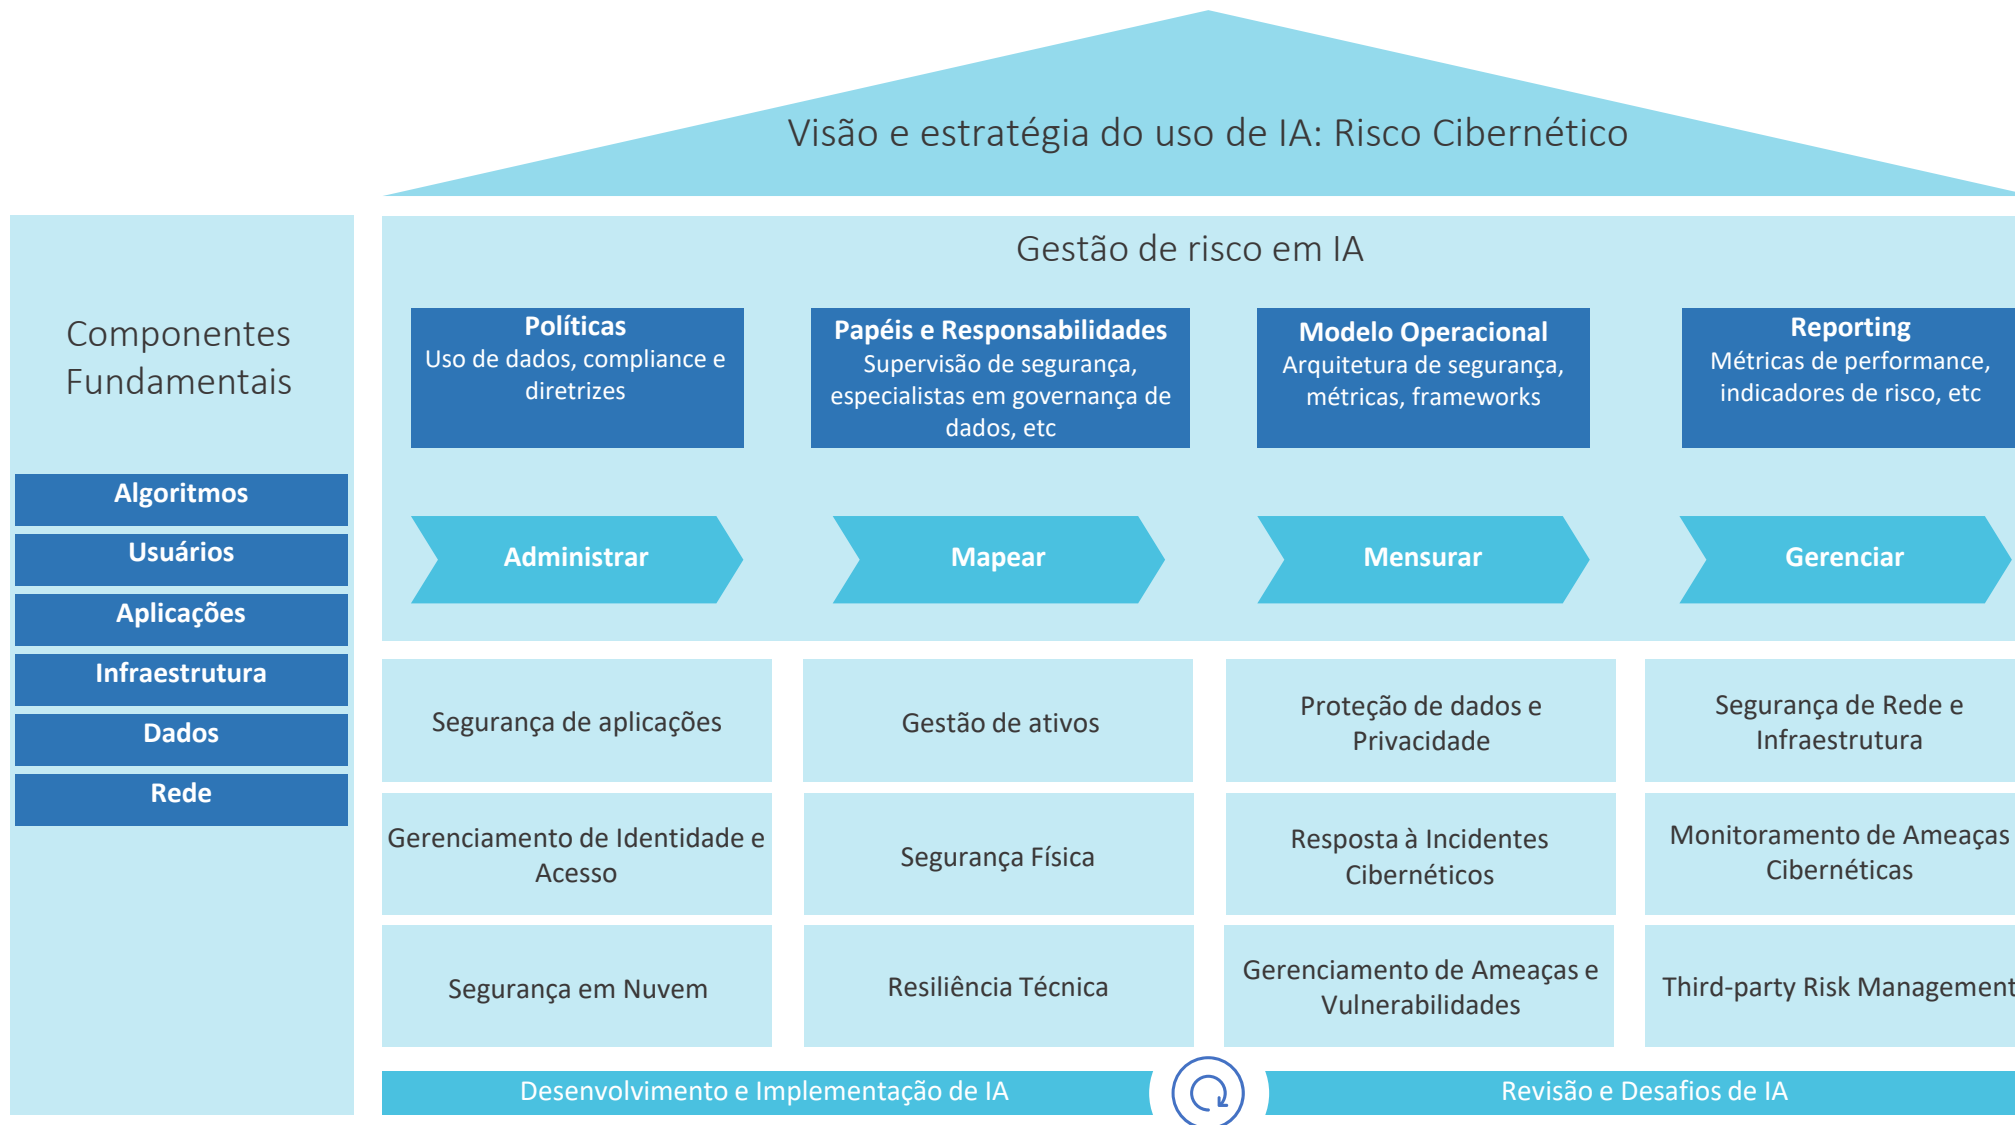 Visão e estratégia do uso de IA: Risco Cibernético
Componentes
Fundamentais
Algoritmos
Usuários
Aplicações
Infraestrutura
Dados
Rede
Gestão de risco em IA
Políticas
Uso de dados, compliance e
diretrizes
Papéis e Responsabilidades
Supervisão de segurança,
especialistas em governança de
dados, etc
Modelo Operacional
Arquitetura de segurança,
métricas, frameworks
Reporting
Métricas de performance,
indicadores de risco, etc
Administrar
Mapear
Mensurar
Gerenciar
Segurança de aplicações
Gestão de ativos
Proteção de dados e
Privacidade
Segurança de Rede e
Infraestrutura
Gerenciamento de Identidade e
Acesso
Segurança Física
Resposta à Incidentes
Cibernéticos
Monitoramento de Ameaças
Cibernéticas
Segurança em Nuvem
Resiliência Técnica
Gerenciamento de Ameaças e
Vulnerabilidades
Third-party Risk Management
Desenvolvimento e Implementação de IA
Revisão e Desafios de IA